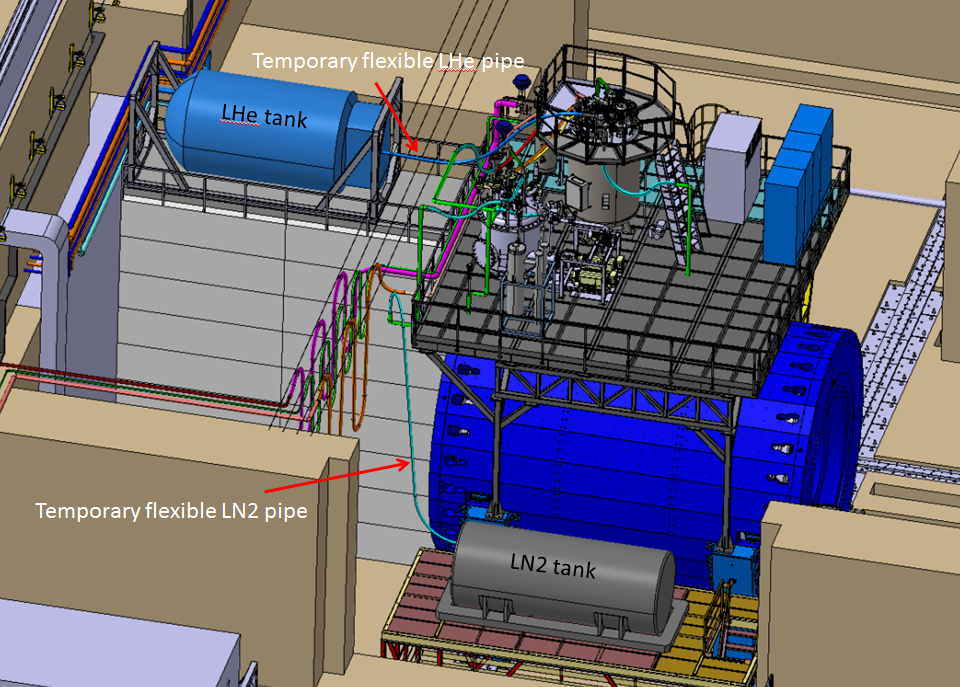 Temporary flexible LHe pipe
LHe tank
Temporary flexible LN2 pipe
LN2 tank